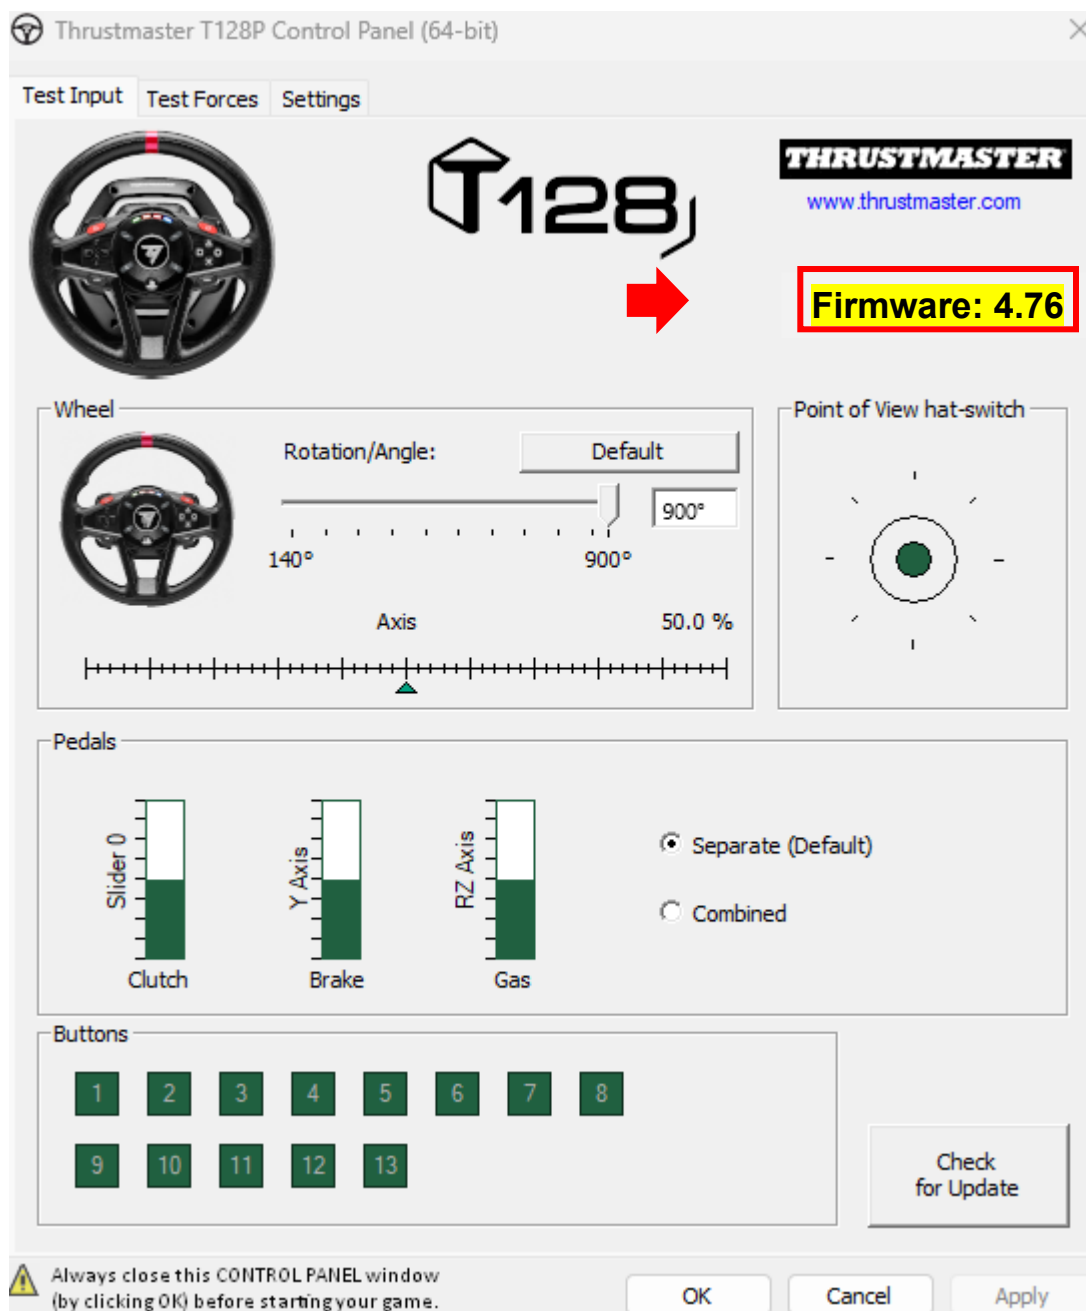 Thrustmaster T128P Control Panel (64-bit)
Test Input Test Forces Settings
T128
THRUSTMASTER
www.thrustmaster.com
Firmware: 4.76
Wheel
Rotation/Angle: Default
900°
140° 900°
Axis 50.0 %
Point of View hat-switch
Pedals
Slider 0
Clutch
Y Axis
Brake
RZ Axis
Gas
Separate (Default)
Combined
Buttons
1 2 3 4 5 6 7 8
9 10 11 12 13
Check
for Update
Always close this CONTROL PANEL window
(by clicking OK) before starting your game.
OK Cancel Apply